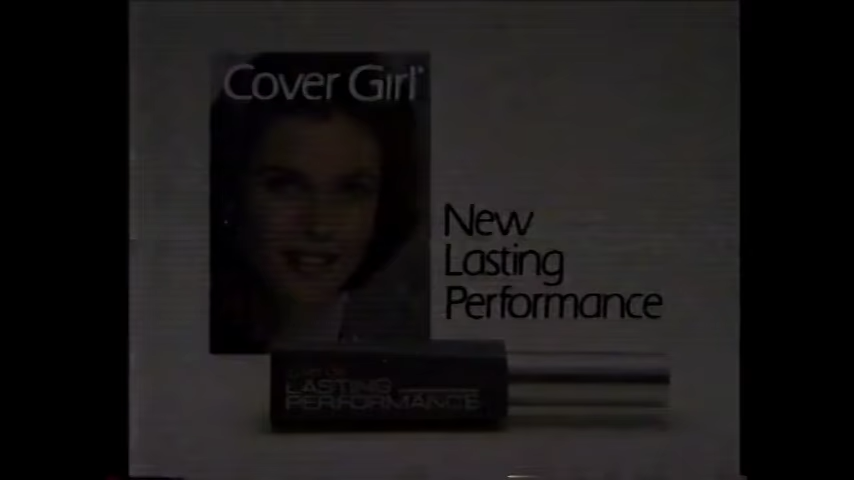 Cover Girl
New
Lasting
Performance
LASTING
PERFORMANCE